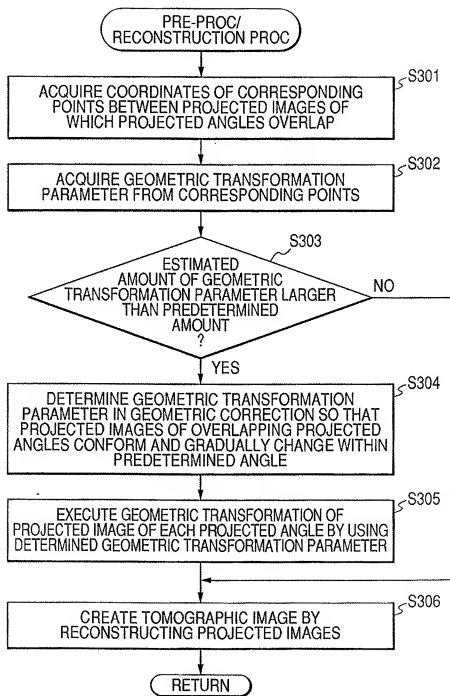 PRE-PROC/
RECONSTRUCTION PROC
S301
ACQUIRE COORDINATES OF CORRESPONDING
POINTS BETWEEN PROJECTED IMAGES OF
WHICH PROJECTED ANGLES OVERLAP
S302
ACQUIRE GEOMETRIC TRANSFORMATION
PARAMETER FROM CORRESPONDING POINTS
S303
ESTIMATED
AMOUNT OF GEOMETRIC
TRANSFORMATION PARAMETER LARGER
THAN PREDETERMINED
AMOUNT
?
NO
YES
S304
DETERMINE GEOMETRIC TRANSFORMATION
PARAMETER IN GEOMETRIC CORRECTION SO THAT
PROJECTED IMAGES OF OVERLAPPING PROJECTED
ANGLES CONFORM AND GRADUALLY CHANGE WITHIN
PREDETERMINED ANGLE
S305
EXECUTE GEOMETRIC TRANSFORMATION OF
PROJECTED IMAGE OF EACH PROJECTED ANGLE BY USING
DETERMINED GEOMETRIC TRANSFORMATION PARAMETER
S306
CREATE TOMOGRAPHIC IMAGE BY
RECONSTRUCTING PROJECTED IMAGES
RETURN